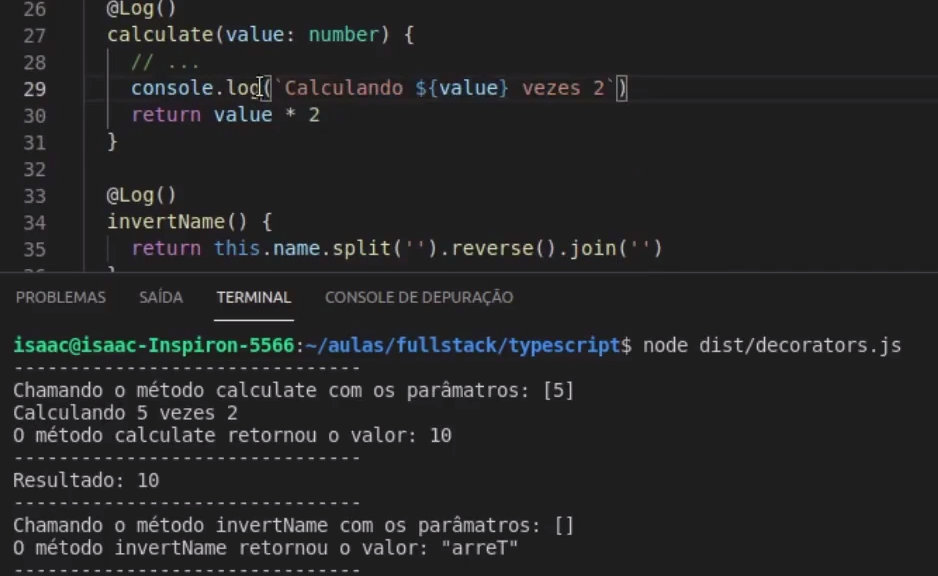 26 @Log()
27 calculate(value: number) {
28 // ...
29 console.log(`Calculando ${value} vezes 2`)
30 return value * 2
31 }
32
33 @Log()
34 invertName() {
35 return this.name.split('').reverse().join('')
36 }
PROBLEMAS SAÍDA TERMINAL CONSOLE DE DEPURAÇÃO
isaac@isaac-Inspiron-5566:~/aulas/fullstack/typescript$ node dist/decorators.js
-------------------------------
Chamando o método calculate com os parâmatros: [5]
Calculando 5 vezes 2
O método calculate retornou o valor: 10
-------------------------------
Resultado: 10
-------------------------------
Chamando o método invertName com os parâmatros: []
O método invertName retornou o valor: "arreT"
-------------------------------